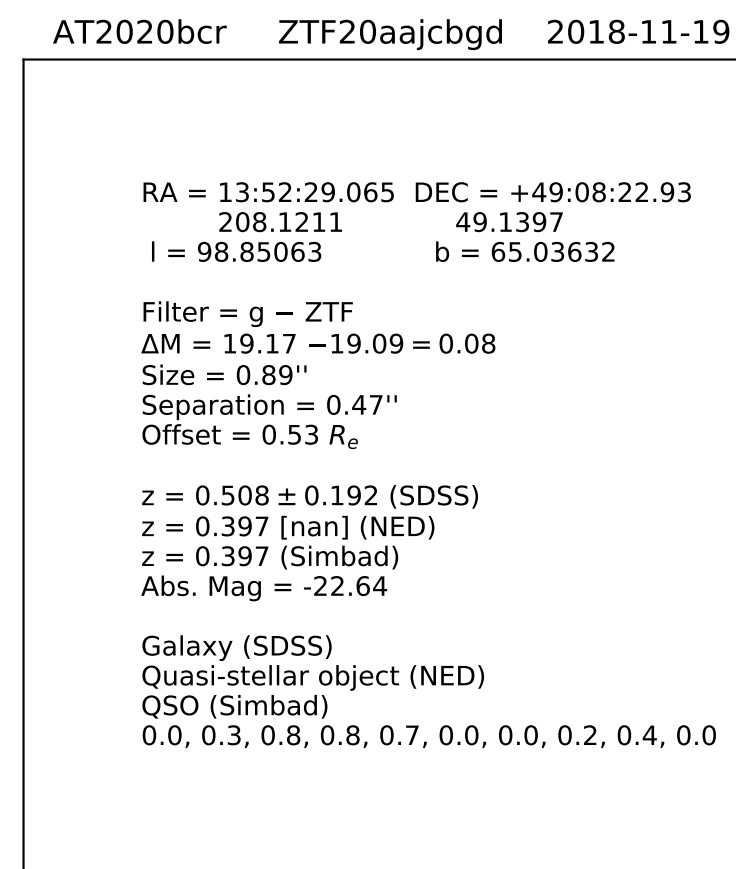 AT2020bcr ZTF20aajcbgd 2018-11-19
RA = 13:52:29.065 DEC = +49:08:22.93
208.1211 49.1397
l = 98.85063 b = 65.03632
Filter = g − ZTF
ΔM = 19.17 −19.09 = 0.08
Size = 0.89''
Separation = 0.47''
Offset = 0.53 Rₑ
z = 0.508 ± 0.192 (SDSS)
z = 0.397 [nan] (NED)
z = 0.397 (Simbad)
Abs. Mag = -22.64
Galaxy (SDSS)
Quasi-stellar object (NED)
QSO (Simbad)
0.0, 0.3, 0.8, 0.8, 0.7, 0.0, 0.0, 0.2, 0.4, 0.0